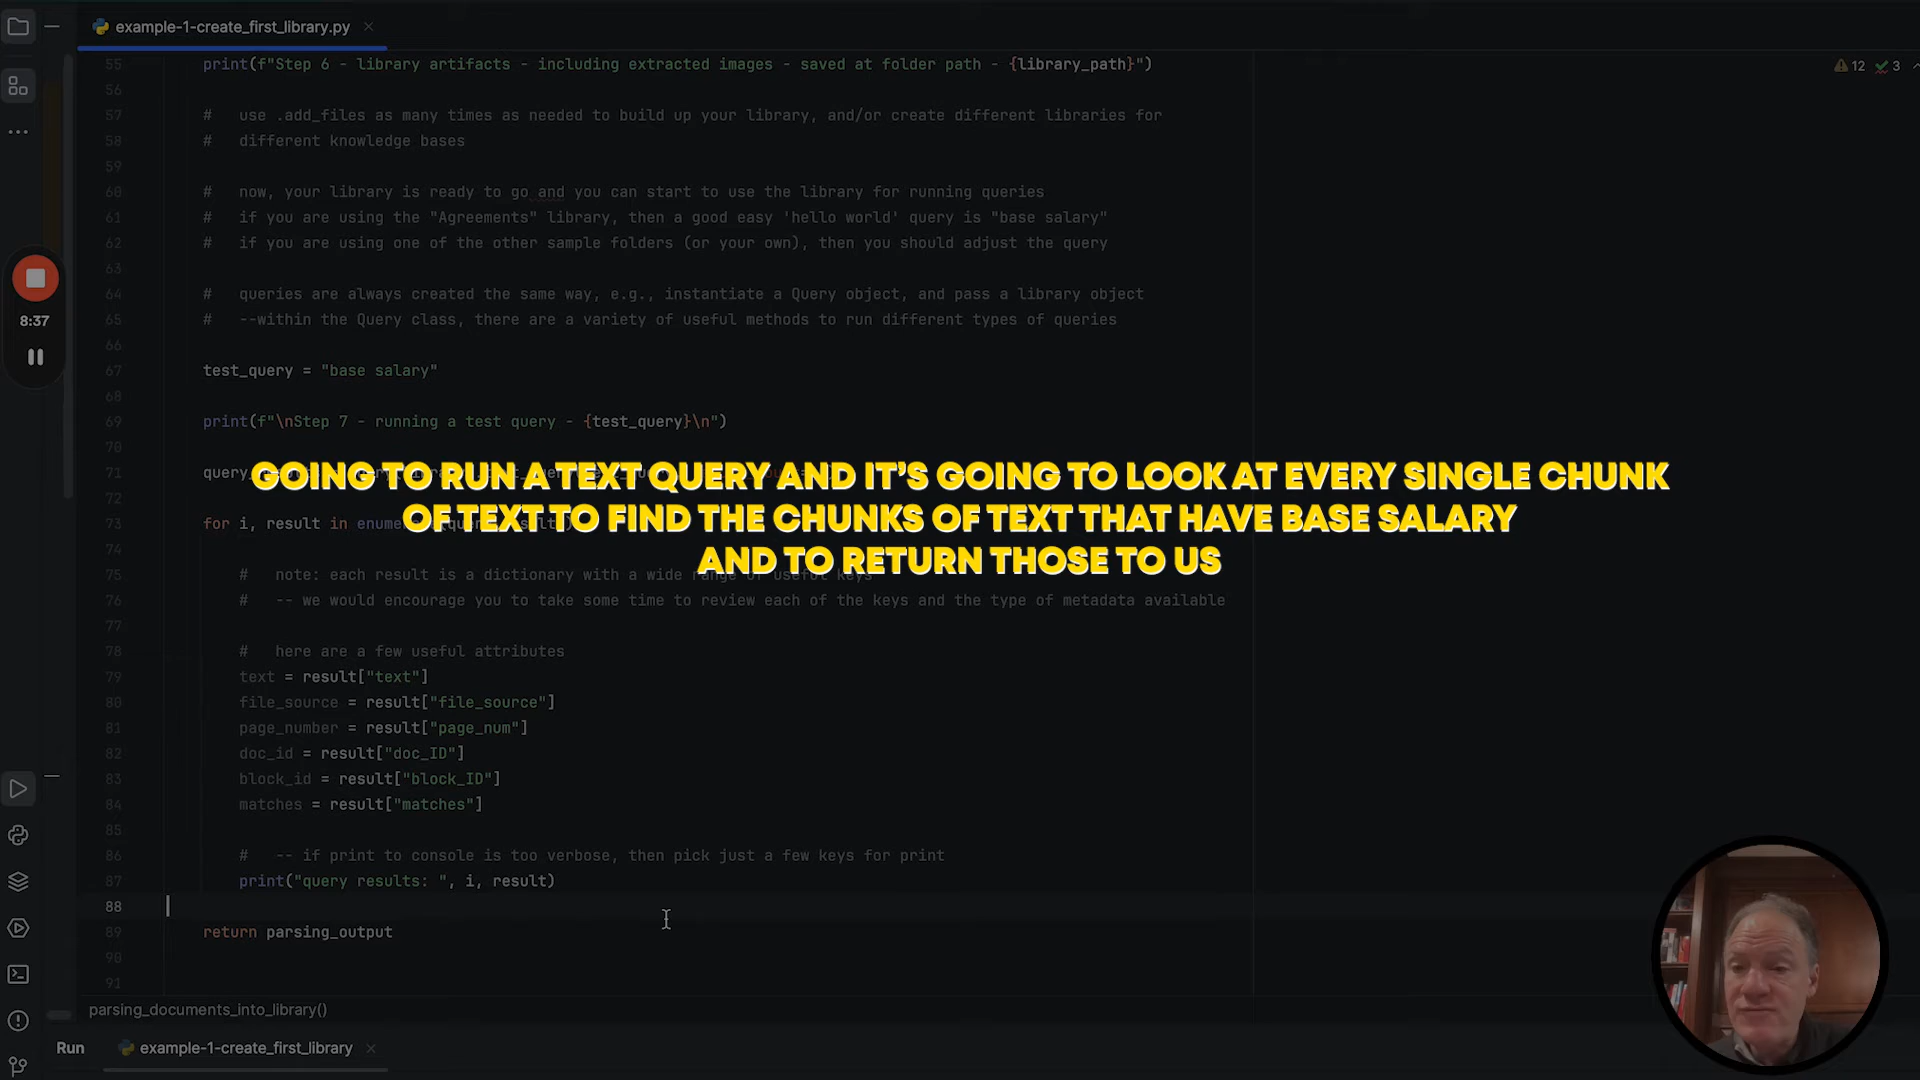 example-1-create_first_library.py
55 print(f"Step 6 - library artifacts - including extracted images - saved at folder path - {library_path}")
12 3
56
57 # use .add_files as many times as needed to build up your library, and/or create different libraries for
58 # different knowledge bases
59
60 # now, your library is ready to go and you can start to use the library for running queries
61 # if you are using the "Agreements" library, then a good easy 'hello world' query is "base salary"
62 # if you are using one of the other sample folders (or your own), then you should adjust the query
63
64 # queries are always created the same way, e.g., instantiate a Query object, and pass a library object
65 # --within the Query class, there are a variety of useful methods to run different types of queries
66
8:37
67 test_query = "base salary"
68
69 print(f"\nStep 7 - running a test query - {test_query}\n")
70
71 query
GOING TO RUN A TEXT QUERY AND IT'S GOING TO LOOK AT EVERY SINGLE CHUNK
OF TEXT TO FIND THE CHUNKS OF TEXT THAT HAVE BASE SALARY
AND TO RETURN THOSE TO US
72
73 for i, result in
74
75 # note: each result is a dictionary with a wide range of useful keys
76 # -- we would encourage you to take some time to review each of the keys and the type of metadata available
77
78 # here are a few useful attributes
79 text = result["text"]
80 file_source = result["file_source"]
81 page_number = result["page_num"]
82 doc_id = result["doc_ID"]
83 block_id = result["block_ID"]
84 matches = result["matches"]
85
86 # -- if print to console is too verbose, then pick just a few keys for print
87 print("query results: ", i, result)
88
89 return parsing_output
90
91
parsing_documents_into_library()
Run example-1-create_first_library